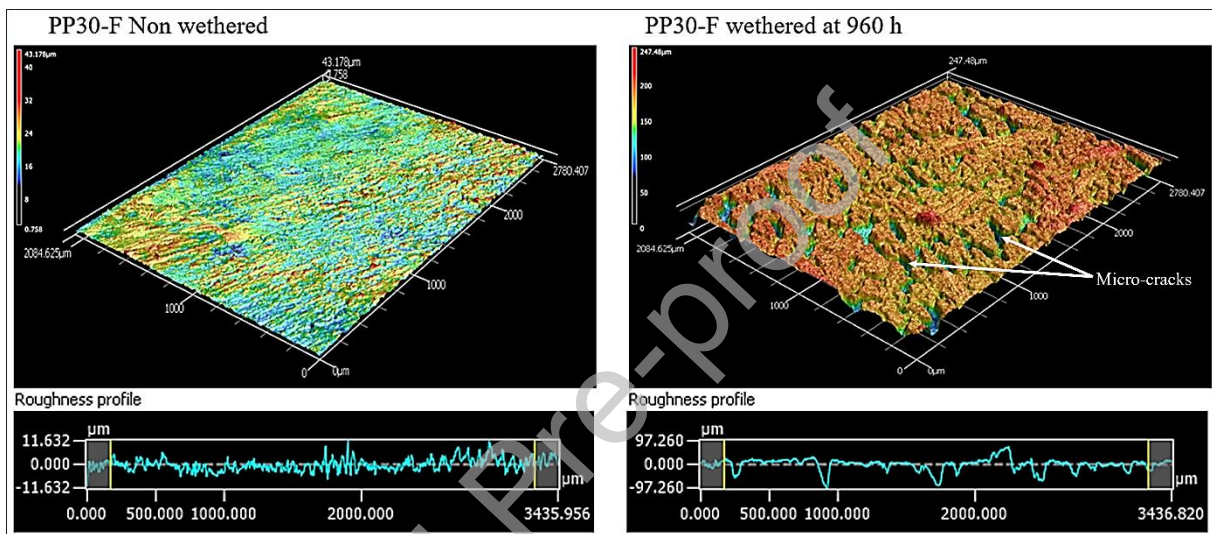 PP30-F Non wethered
43.178µm
40
32
24
16
8
0.758
43.178µm
0.758
2780.407
2000
1000
2084.625µm
1000
0
0µm
Roughness profile
µm
11.632
0.000
-11.632
µm
0.000
500.000
1000.000
2000.000
3435.956
PP30-F wethered at 960 h
247.48µm
200
150
100
50
0
247.48µm
2780.407
2000
1000
2084.625µm
1000
0
0µm
Micro-cracks
Roughness profile
µm
97.260
0.000
-97.260
µm
0.000
500.000
1000.000
2000.000
3436.820
Pre-proof